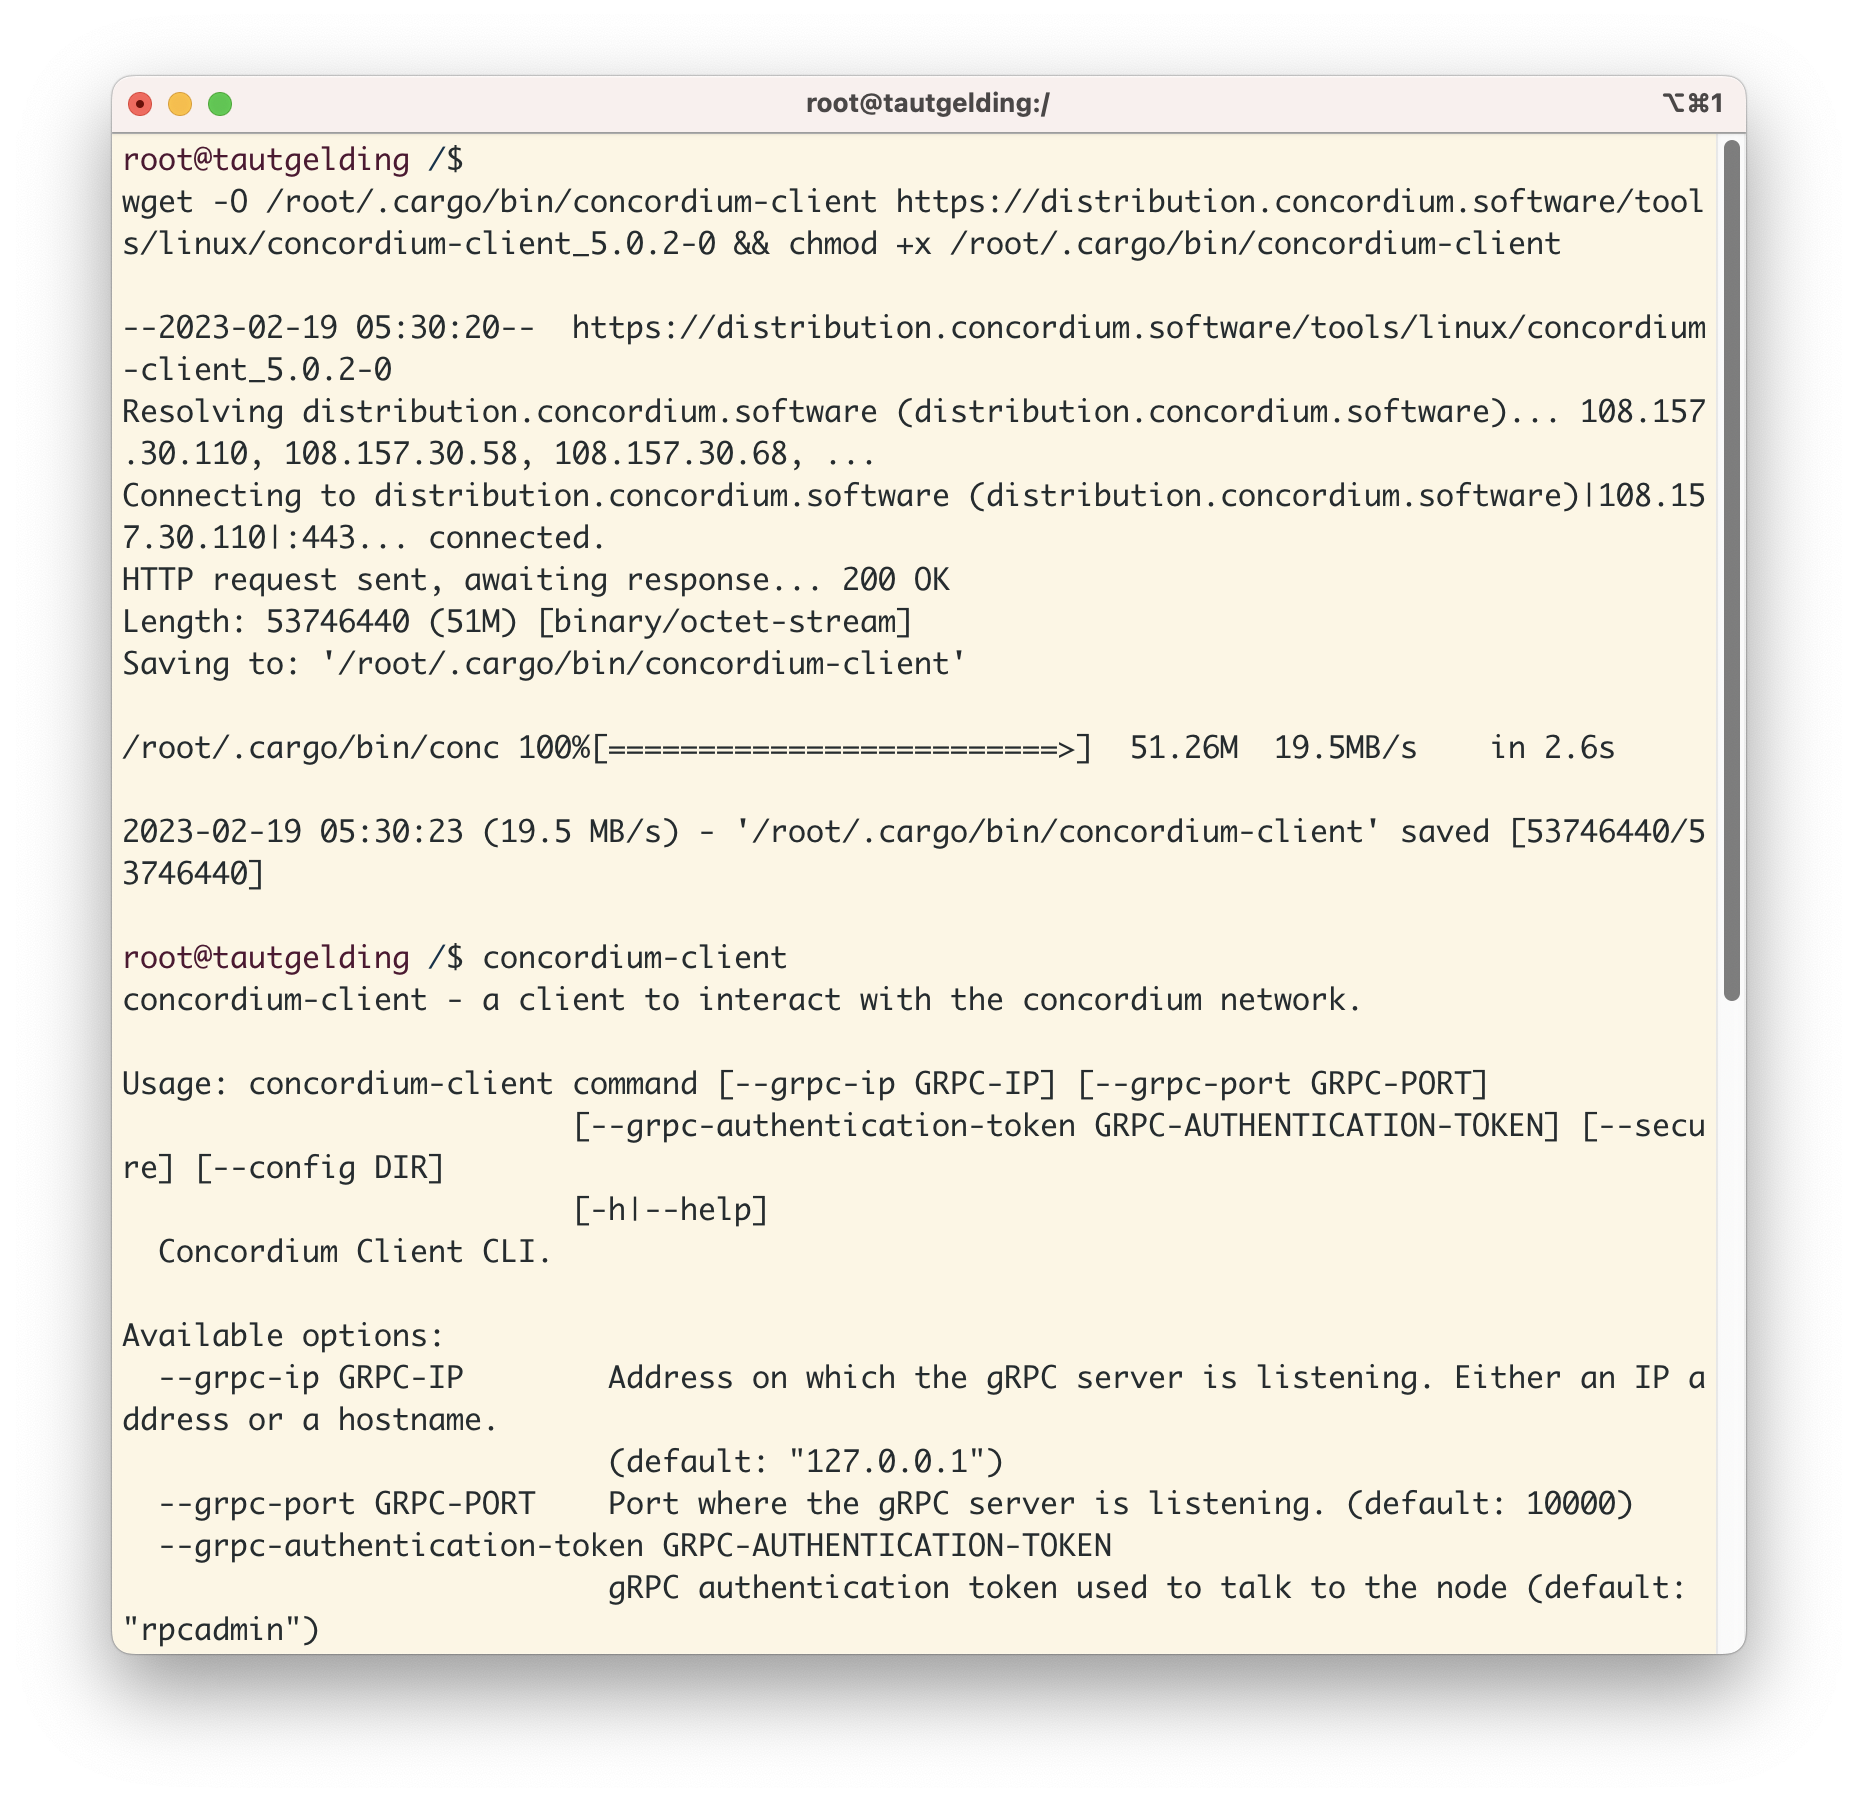 root@tautgelding:/
⌥⌘1
root@tautgelding /$
wget -O /root/.cargo/bin/concordium-client https://distribution.concordium.software/tool
s/linux/concordium-client_5.0.2-0 && chmod +x /root/.cargo/bin/concordium-client
--2023-02-19 05:30:20--  https://distribution.concordium.software/tools/linux/concordium
-client_5.0.2-0
Resolving distribution.concordium.software (distribution.concordium.software)... 108.157
.30.110, 108.157.30.58, 108.157.30.68, ...
Connecting to distribution.concordium.software (distribution.concordium.software)|108.15
7.30.110|:443... connected.
HTTP request sent, awaiting response... 200 OK
Length: 53746440 (51M) [binary/octet-stream]
Saving to: '/root/.cargo/bin/concordium-client'
/root/.cargo/bin/conc 100%[=========================>]  51.26M  19.5MB/s    in 2.6s
2023-02-19 05:30:23 (19.5 MB/s) - '/root/.cargo/bin/concordium-client' saved [53746440/5
3746440]
root@tautgelding /$ concordium-client
concordium-client - a client to interact with the concordium network.
Usage: concordium-client command [--grpc-ip GRPC-IP] [--grpc-port GRPC-PORT]
                         [--grpc-authentication-token GRPC-AUTHENTICATION-TOKEN] [--secu
re] [--config DIR]
                         [-h|--help]
  Concordium Client CLI.
Available options:
  --grpc-ip GRPC-IP        Address on which the gRPC server is listening. Either an IP a
ddress or a hostname.
                           (default: "127.0.0.1")
  --grpc-port GRPC-PORT    Port where the gRPC server is listening. (default: 10000)
  --grpc-authentication-token GRPC-AUTHENTICATION-TOKEN
                           gRPC authentication token used to talk to the node (default:
"rpcadmin")